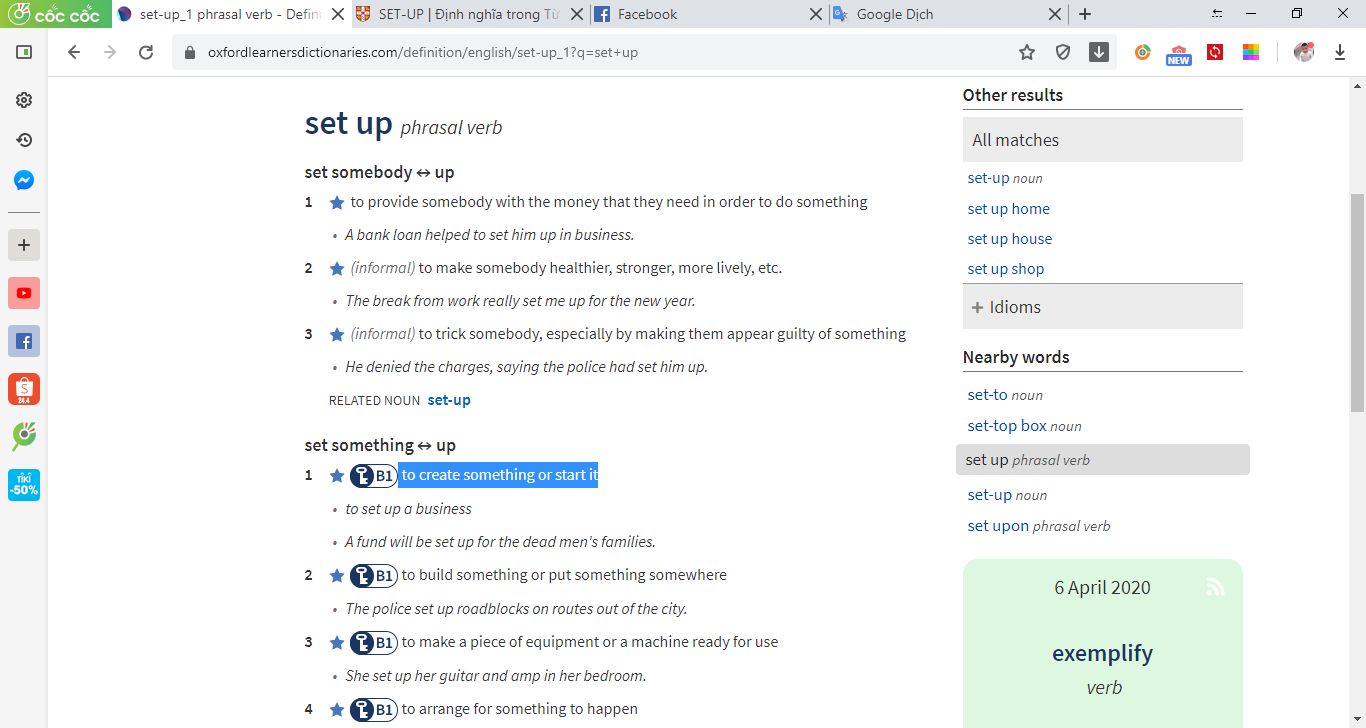 cốc cốc
set-up_1 phrasal verb - Defini
SET-UP | Định nghĩa trong Từ
Facebook
Google Dịch
oxfordlearnersdictionaries.com/definition/english/set-up_1?q=set+up
NEW
24.4
TIKI
-50%
set up phrasal verb
set somebody ↔ up
1 to provide somebody with the money that they need in order to do something
• A bank loan helped to set him up in business.
2 (informal) to make somebody healthier, stronger, more lively, etc.
• The break from work really set me up for the new year.
3 (informal) to trick somebody, especially by making them appear guilty of something
• He denied the charges, saying the police had set him up.
RELATED NOUN set-up
set something ↔ up
1 B1 to create something or start it
• to set up a business
• A fund will be set up for the dead men's families.
2 B1 to build something or put something somewhere
• The police set up roadblocks on routes out of the city.
3 B1 to make a piece of equipment or a machine ready for use
• She set up her guitar and amp in her bedroom.
4 B1 to arrange for something to happen
Other results
All matches
set-up noun
set up home
set up house
set up shop
+ Idioms
Nearby words
set-to noun
set-top box noun
set up phrasal verb
set-up noun
set upon phrasal verb
6 April 2020
exemplify
verb